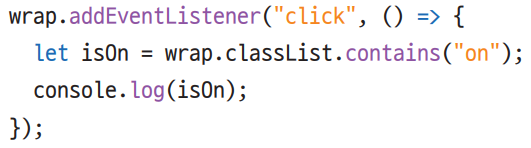 wrap.addEventListener("click", () => {
  let isOn = wrap.classList.contains("on");
  console.log(isOn);
});